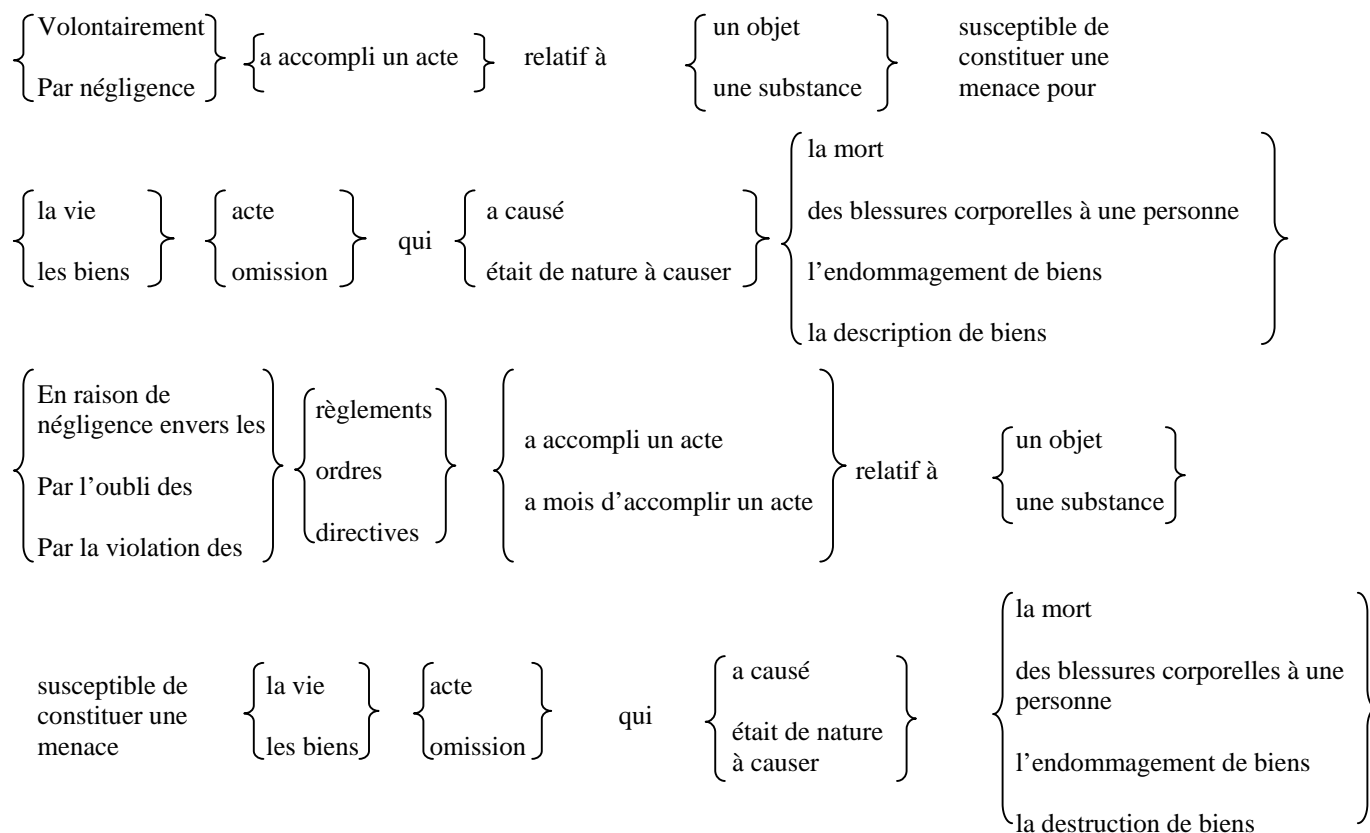 Volontairement
Par négligence
a accompli un acte
relatif à
un objet
une substance
susceptible de
constituer une
menace pour
la vie
les biens
acte
omission
qui
a causé
était de nature à causer
la mort
des blessures corporelles à une personne
l’endommagement de biens
la description de biens
En raison de
négligence envers les
Par l’oubli des
Par la violation des
règlements
ordres
directives
a accompli un acte
a mois d’accomplir un acte
relatif à
un objet
une substance
susceptible de
constituer une
menace
la vie
les biens
acte
omission
qui
a causé
était de nature
à causer
la mort
des blessures corporelles à une
personne
l’endommagement de biens
la destruction de biens